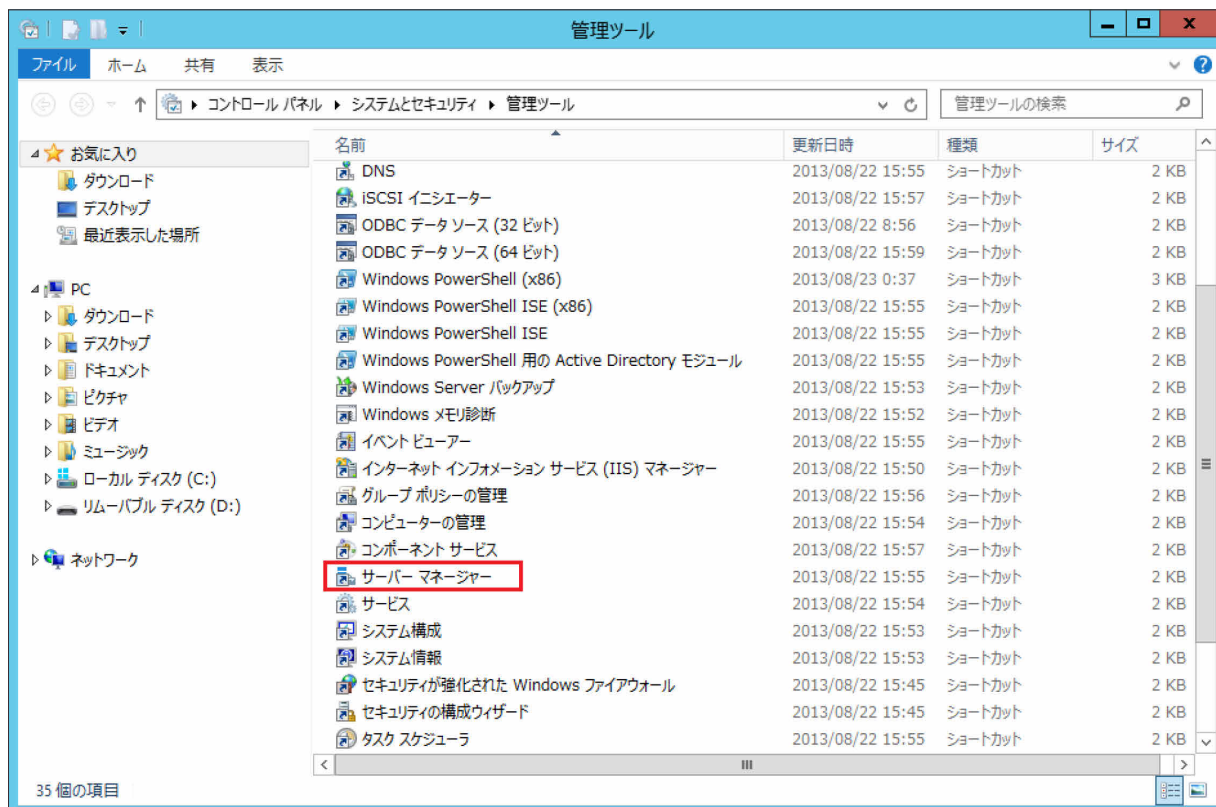 管理ツール
ファイル ホーム 共有 表示
コントロール パネル システムとセキュリティ 管理ツール 管理ツールの検索
お気に入り
ダウンロード
デスクトップ
最近表示した場所
PC
ダウンロード
デスクトップ
ドキュメント
ピクチャ
ビデオ
ミュージック
ローカル ディスク (C:)
リムーバブル ディスク (D:)
ネットワーク
名前 更新日時 種類 サイズ
DNS 2013/08/22 15:55 ショートカット 2 KB
iSCSI イニシエーター 2013/08/22 15:57 ショートカット 2 KB
ODBC データ ソース (32 ビット) 2013/08/22 8:56 ショートカット 2 KB
ODBC データ ソース (64 ビット) 2013/08/22 15:59 ショートカット 2 KB
Windows PowerShell (x86) 2013/08/23 0:37 ショートカット 3 KB
Windows PowerShell ISE (x86) 2013/08/22 15:55 ショートカット 2 KB
Windows PowerShell ISE 2013/08/22 15:55 ショートカット 2 KB
Windows PowerShell 用の Active Directory モジュール 2013/08/22 15:55 ショートカット 2 KB
Windows Server バックアップ 2013/08/22 15:53 ショートカット 2 KB
Windows メモリ診断 2013/08/22 15:52 ショートカット 2 KB
イベント ビューアー 2013/08/22 15:55 ショートカット 2 KB
インターネット インフォメーション サービス (IIS) マネージャー 2013/08/22 15:50 ショートカット 2 KB
グループ ポリシーの管理 2013/08/22 15:56 ショートカット 2 KB
コンピューターの管理 2013/08/22 15:54 ショートカット 2 KB
コンポーネント サービス 2013/08/22 15:57 ショートカット 2 KB
サーバー マネージャー 2013/08/22 15:55 ショートカット 2 KB
サービス 2013/08/22 15:54 ショートカット 2 KB
システム構成 2013/08/22 15:53 ショートカット 2 KB
システム情報 2013/08/22 15:53 ショートカット 2 KB
セキュリティが強化された Windows ファイアウォール 2013/08/22 15:45 ショートカット 2 KB
セキュリティの構成ウィザード 2013/08/22 15:45 ショートカット 2 KB
タスク スケジューラ 2013/08/22 15:55 ショートカット 2 KB
35 個の項目